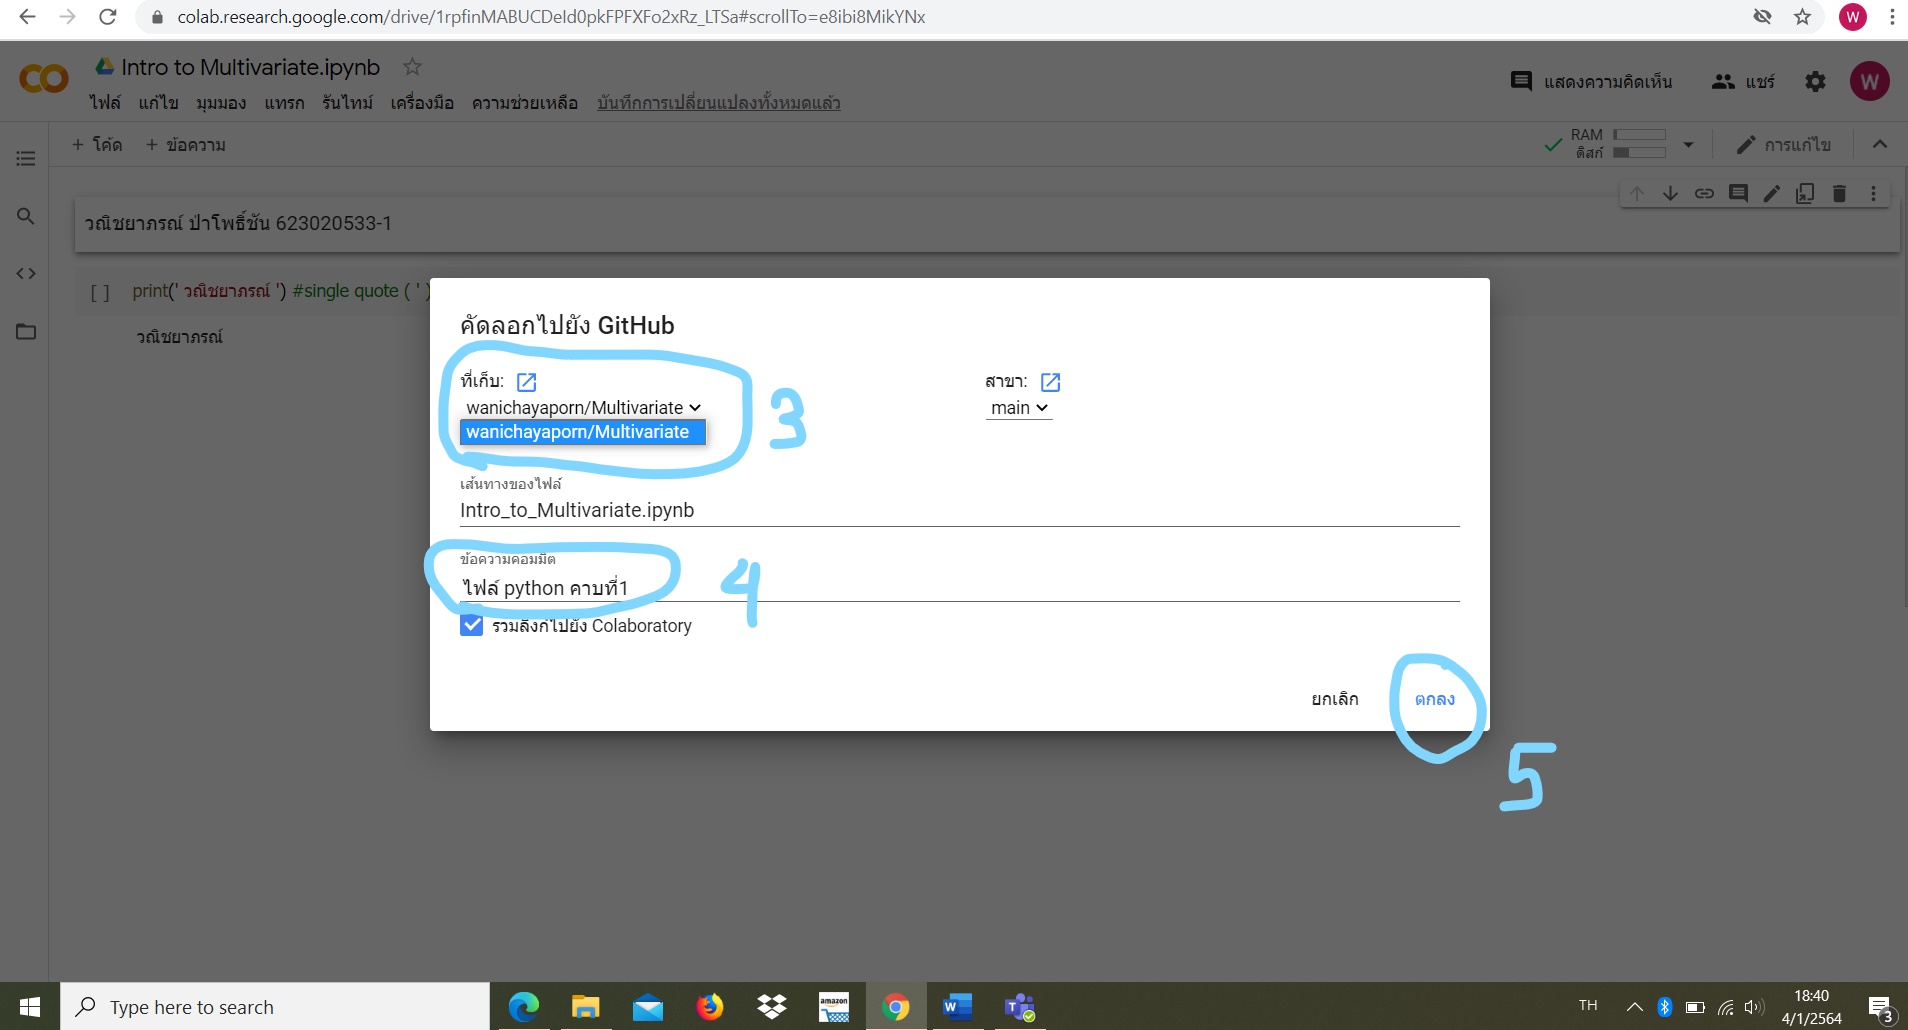 colab.research.google.com/drive/1rpfinMABUCDeId0pkFPFXFo2xRz_LTSa#scrollTo=e8ibi8MikYNx
W
CO
Intro to Multivariate.ipynb
ไฟล์ แก้ไข มุมมอง แทรก รันไทม์ เครื่องมือ ความช่วยเหลือ บันทึกการเปลี่ยนแปลงทั้งหมดแล้ว
แสดงความคิดเห็น แชร์ W
+ โค้ด + ข้อความ
RAM
ดิสก์
การแก้ไข
วณิชยาภรณ์ ป่าโพธิ์ชัน 623020533-1
[ ] print(' วณิชยาภรณ์ ') #single quote ( ' )
วณิชยาภรณ์
คัดลอกไปยัง GitHub
ที่เก็บ: สาขา:
wanichayaporn/Multivariate main
wanichayaporn/Multivariate
3
เส้นทางของไฟล์
Intro_to_Multivariate.ipynb
ข้อความคอมมิต
ไฟล์ python คาบที่1
4
รวมลิงก์ไปยัง Colaboratory
ยกเลิก ตกลง
5
Type here to search
amazon
W
T
TH
18:40
4/1/2564
3